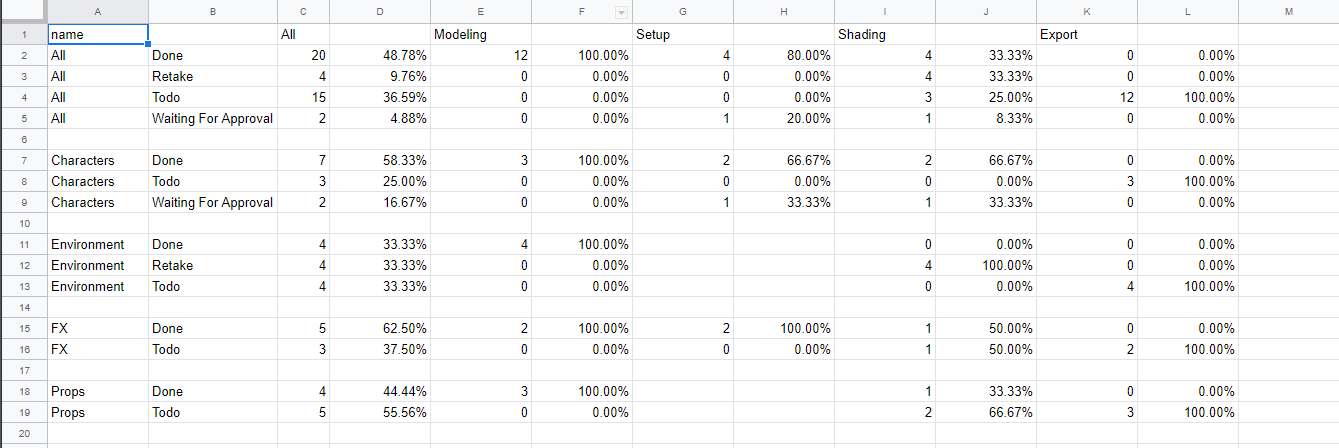 A B C D E F G H I J K L M
1 name All Modeling Setup Shading Export
2 All Done 20 48.78% 12 100.00% 4 80.00% 4 33.33% 0 0.00%
3 All Retake 4 9.76% 0 0.00% 0 0.00% 4 33.33% 0 0.00%
4 All Todo 15 36.59% 0 0.00% 0 0.00% 3 25.00% 12 100.00%
5 All Waiting For Approval 2 4.88% 0 0.00% 1 20.00% 1 8.33% 0 0.00%
6
7 Characters Done 7 58.33% 3 100.00% 2 66.67% 2 66.67% 0 0.00%
8 Characters Todo 3 25.00% 0 0.00% 0 0.00% 0 0.00% 3 100.00%
9 Characters Waiting For Approval 2 16.67% 0 0.00% 1 33.33% 1 33.33% 0 0.00%
10
11 Environment Done 4 33.33% 4 100.00% 0 0.00% 0 0.00%
12 Environment Retake 4 33.33% 0 0.00% 4 100.00% 0 0.00%
13 Environment Todo 4 33.33% 0 0.00% 0 0.00% 4 100.00%
14
15 FX Done 5 62.50% 2 100.00% 2 100.00% 1 50.00% 0 0.00%
16 FX Todo 3 37.50% 0 0.00% 0 0.00% 1 50.00% 2 100.00%
17
18 Props Done 4 44.44% 3 100.00% 1 33.33% 0 0.00%
19 Props Todo 5 55.56% 0 0.00% 2 66.67% 3 100.00%
20